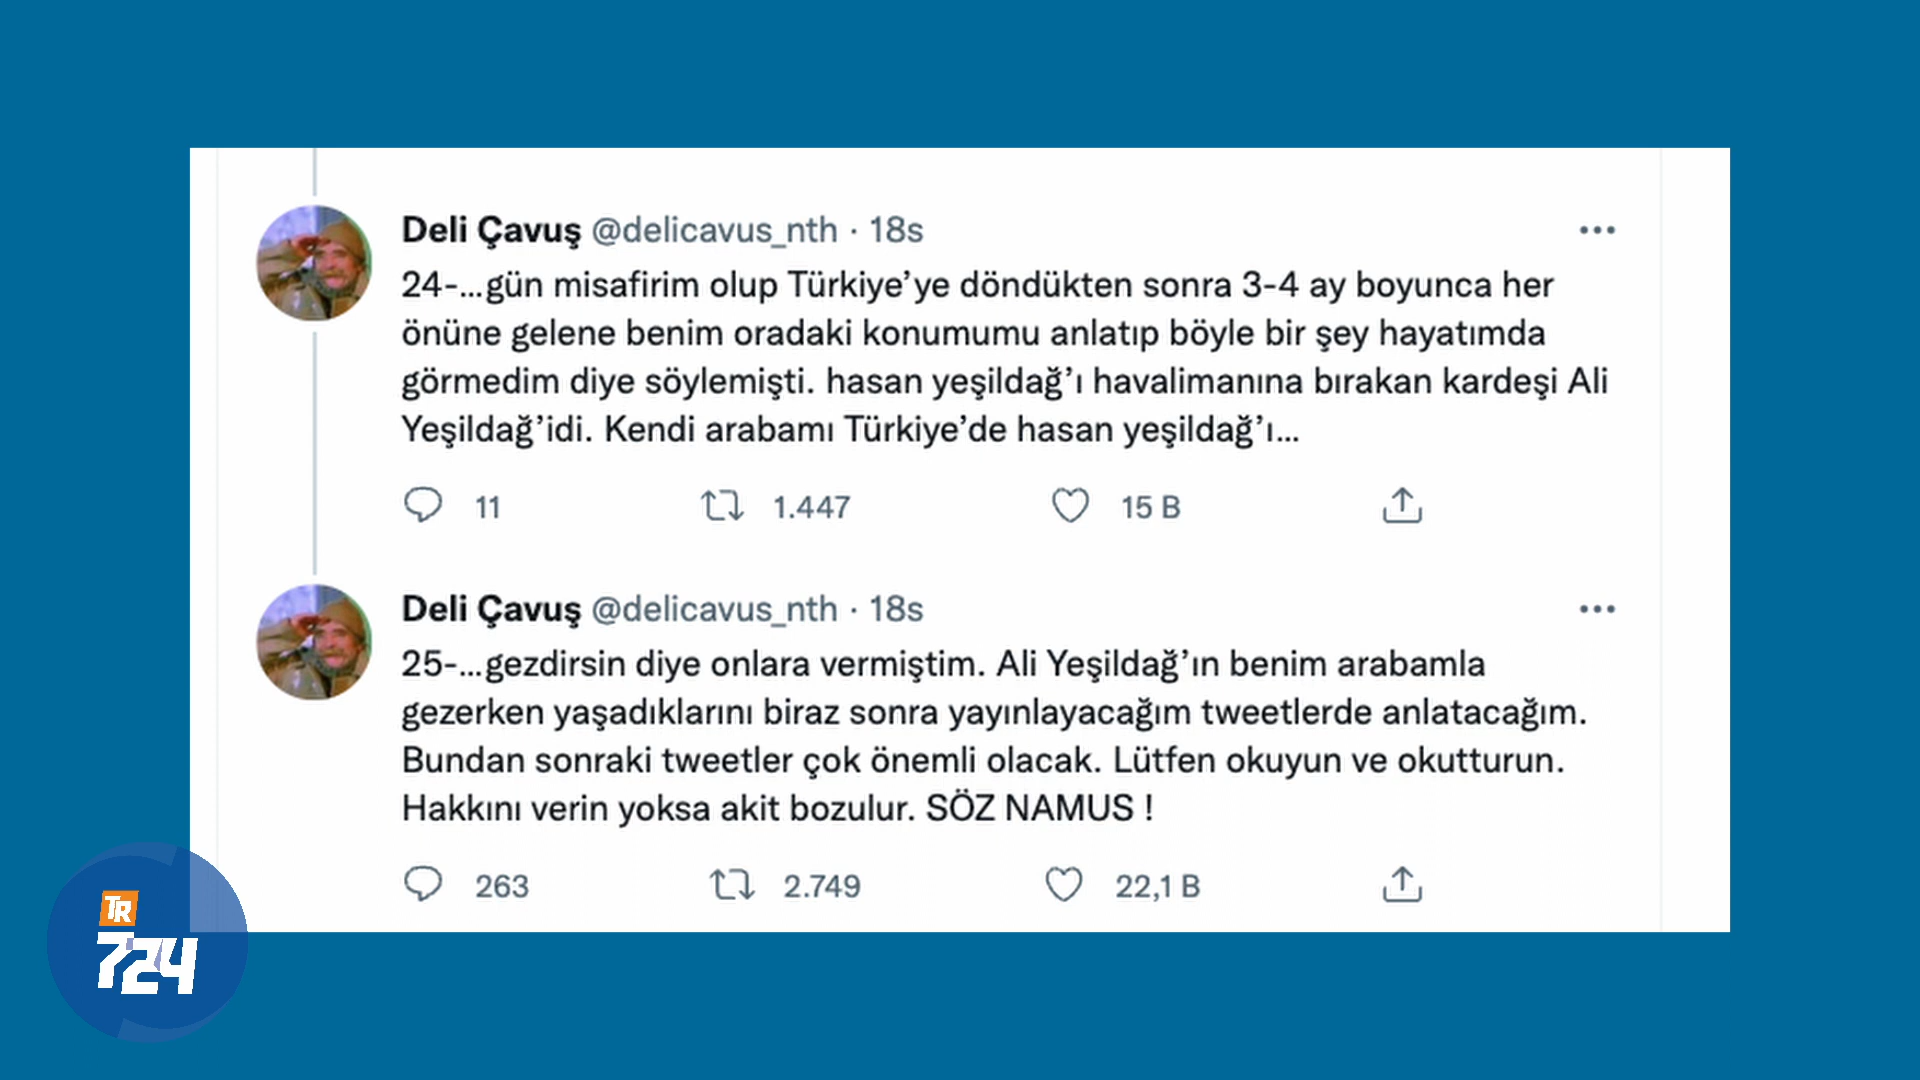 Deli Çavuş @delicavus_nth · 18s
24-...gün misafirim olup Türkiye’ye döndükten sonra 3-4 ay boyunca her
önüne gelene benim oradaki konumumu anlatıp böyle bir şey hayatımda
görmedim diye söylemişti. hasan yeşildağ’ı havalimanına bırakan kardeşi Ali
Yeşildağ’idi. Kendi arabamı Türkiye’de hasan yeşildağ’ı...
11 1.447 15 B
Deli Çavuş @delicavus_nth · 18s
25-...gezdirsin diye onlara vermiştim. Ali Yeşildağ’ın benim arabamla
gezerken yaşadıklarını biraz sonra yayınlayacağım tweetlerde anlatacağım.
Bundan sonraki tweetler çok önemli olacak. Lütfen okuyun ve okutturun.
Hakkını verin yoksa akit bozulur. SÖZ NAMUS !
263 2.749 22,1 B
TR
724